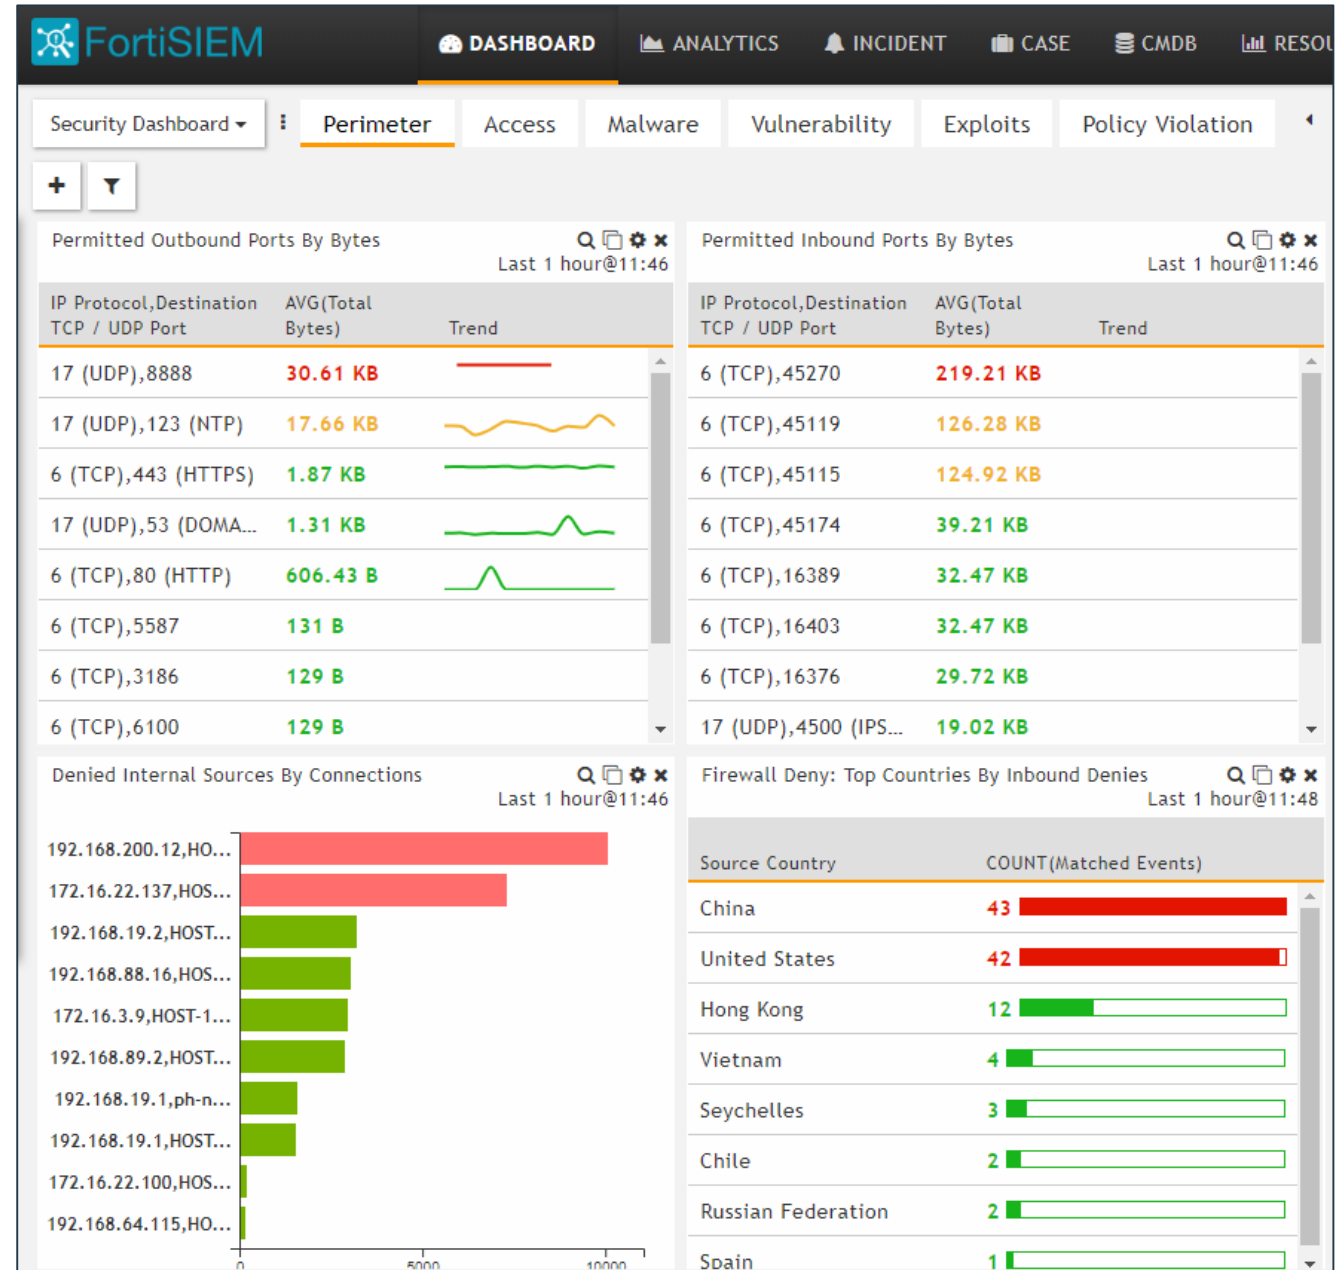 FortiSIEM
DASHBOARD ANALYTICS INCIDENT CASE CMDB RESOU
Security Dashboard Perimeter Access Malware Vulnerability Exploits Policy Violation
Permitted Outbound Ports By Bytes
Last 1 hour@11:46
IP Protocol,Destination TCP / UDP Port AVG(Total Bytes) Trend
17 (UDP),8888 30.61 KB
17 (UDP),123 (NTP) 17.66 KB
6 (TCP),443 (HTTPS) 1.87 KB
17 (UDP),53 (DOMA... 1.31 KB
6 (TCP),80 (HTTP) 606.43 B
6 (TCP),5587 131 B
6 (TCP),3186 129 B
6 (TCP),6100 129 B
Permitted Inbound Ports By Bytes
Last 1 hour@11:46
IP Protocol,Destination TCP / UDP Port AVG(Total Bytes) Trend
6 (TCP),45270 219.21 KB
6 (TCP),45119 126.28 KB
6 (TCP),45115 124.92 KB
6 (TCP),45174 39.21 KB
6 (TCP),16389 32.47 KB
6 (TCP),16403 32.47 KB
6 (TCP),16376 29.72 KB
17 (UDP),4500 (IPS... 19.02 KB
Denied Internal Sources By Connections
Last 1 hour@11:46
192.168.200.12,HO...
172.16.22.137,HOS...
192.168.19.2,HOST...
192.168.88.16,HOS...
172.16.3.9,HOST-1...
192.168.89.2,HOST...
192.168.19.1,ph-n...
192.168.19.1,HOST...
172.16.22.100,HOS...
192.168.64.115,HO...
0 5000 10000
Firewall Deny: Top Countries By Inbound Denies
Last 1 hour@11:48
Source Country COUNT(Matched Events)
China 43
United States 42
Hong Kong 12
Vietnam 4
Seychelles 3
Chile 2
Russian Federation 2
Spain 1